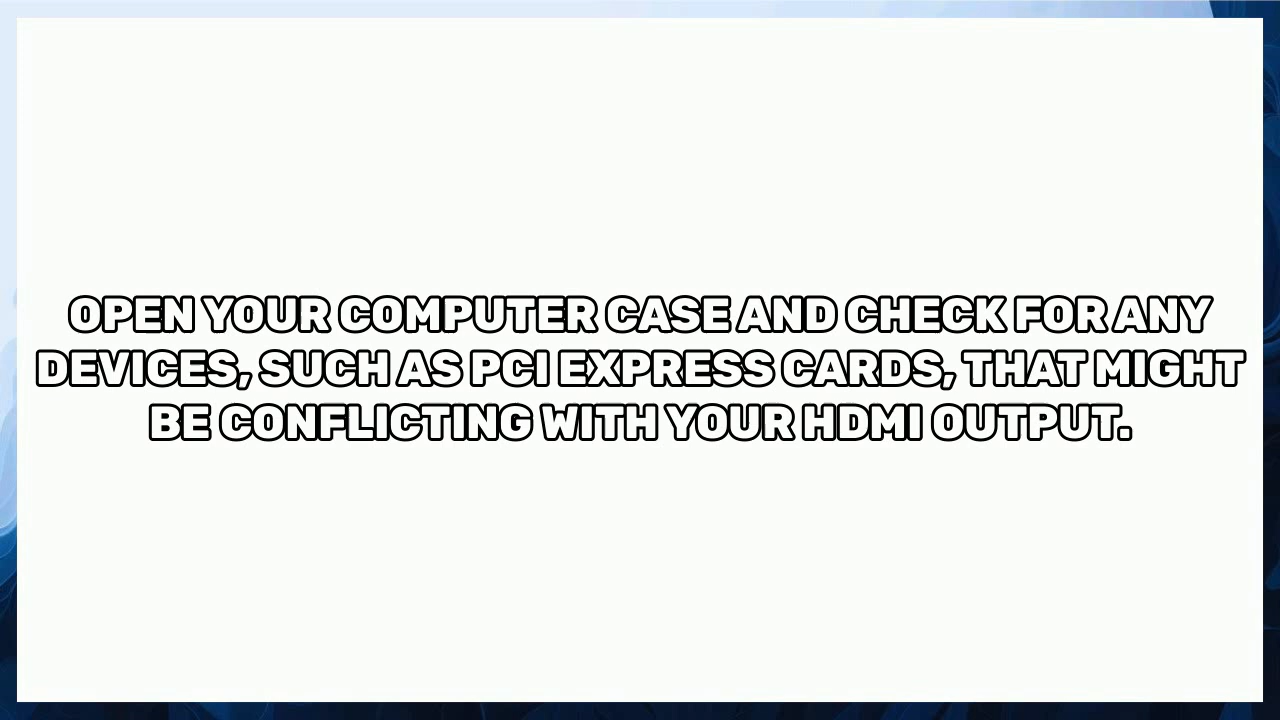 OPEN YOUR COMPUTER CASE AND CHECK FOR ANY
DEVICES, SUCH AS PCI EXPRESS CARDS, THAT MIGHT
BE CONFLICTING WITH YOUR HDMI OUTPUT.